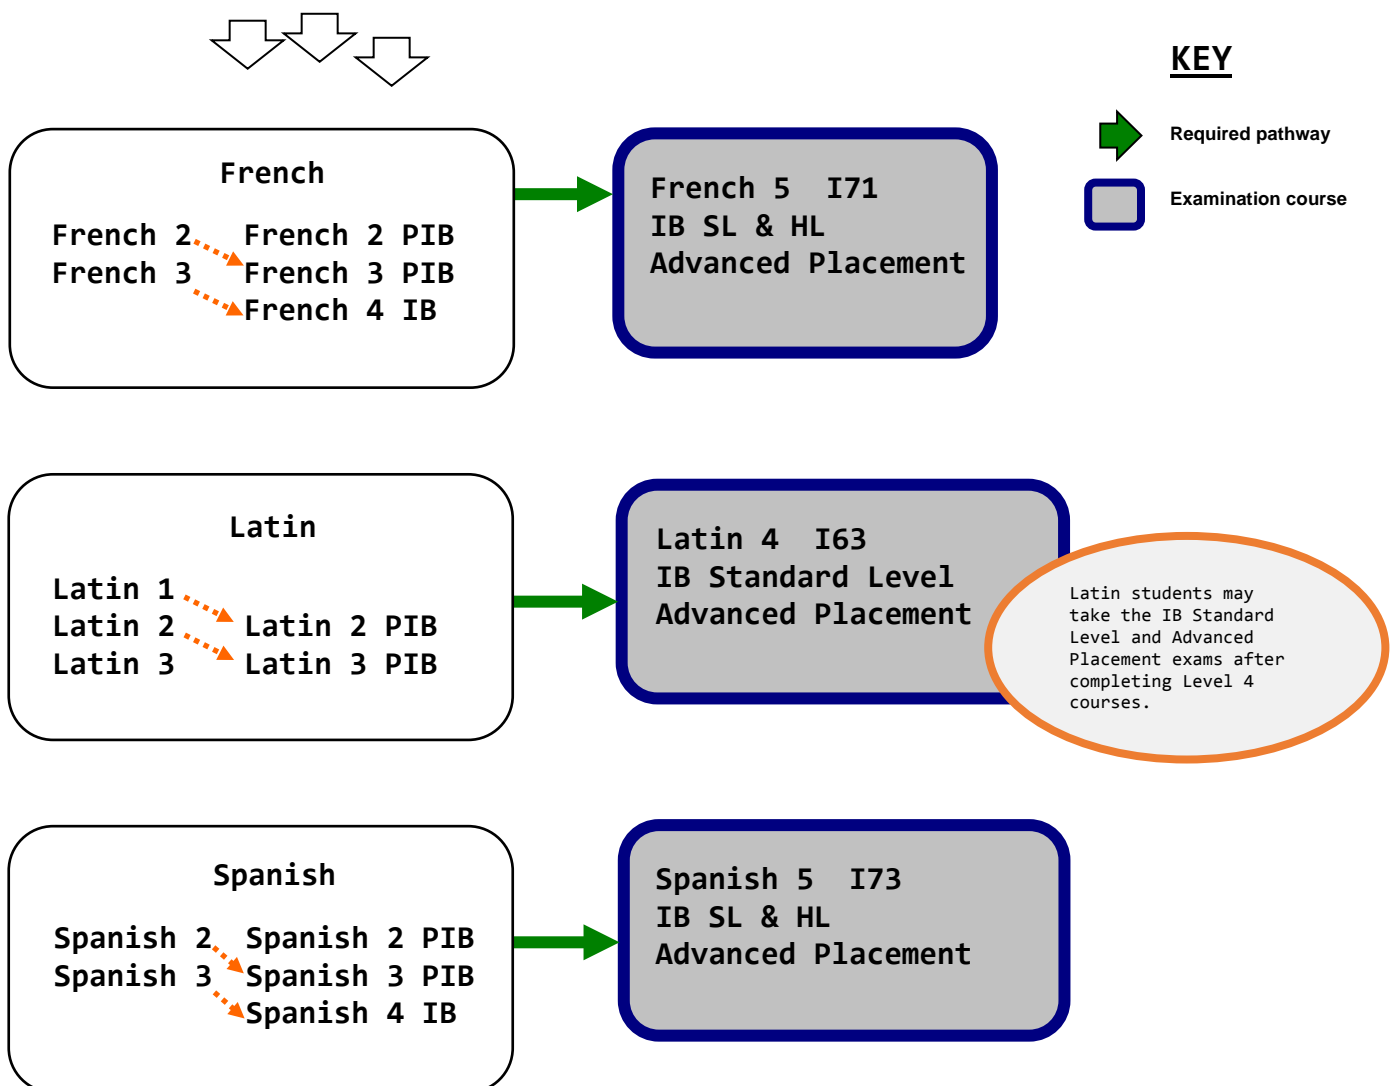 KEY
Required pathway
Examination course
French
French 2 French 2 PIB
French 3 French 3 PIB
French 4 IB
French 5 I71
IB SL & HL
Advanced Placement
Latin
Latin 1
Latin 2 Latin 2 PIB
Latin 3 Latin 3 PIB
Latin 4 I63
IB Standard Level
Advanced Placement
Latin students may
take the IB Standard
Level and Advanced
Placement exams after
completing Level 4
courses.
Spanish
Spanish 2 Spanish 2 PIB
Spanish 3 Spanish 3 PIB
Spanish 4 IB
Spanish 5 I73
IB SL & HL
Advanced Placement